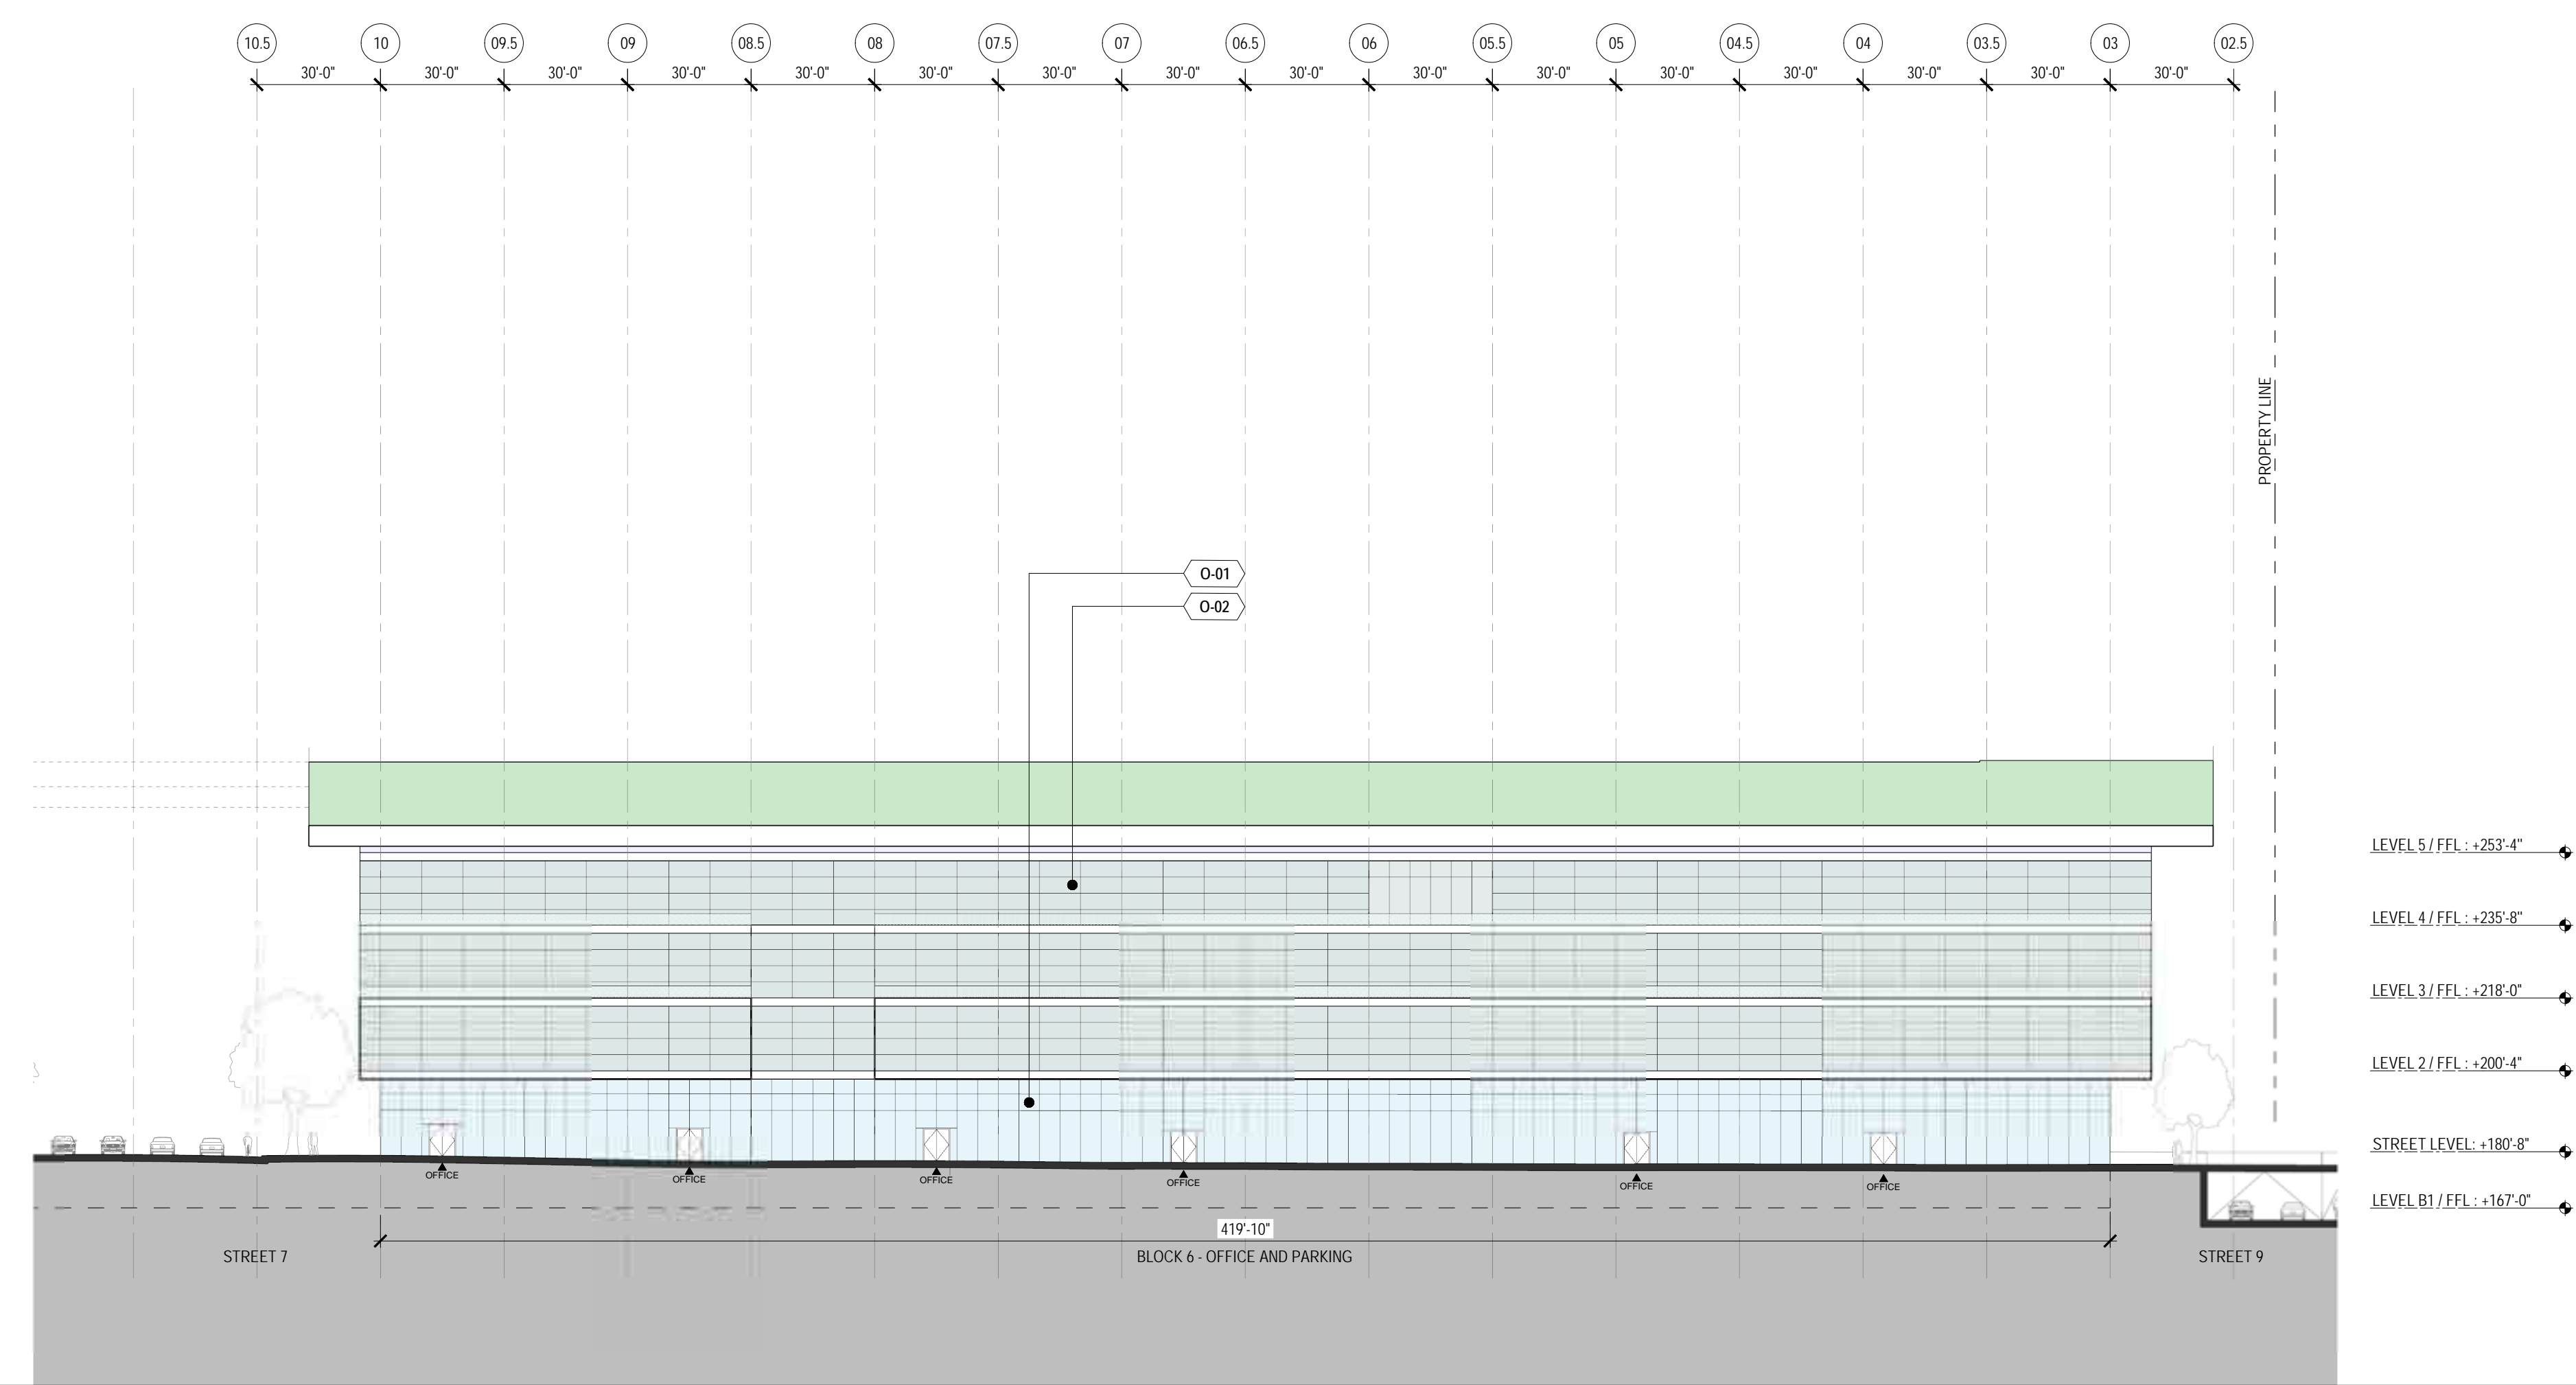 10.5 10 09.5 09 08.5 08 07.5 07 06.5 06 05.5 05 04.5 04 03.5 03 02.5
30'-0" 30'-0" 30'-0" 30'-0" 30'-0" 30'-0" 30'-0" 30'-0" 30'-0" 30'-0" 30'-0" 30'-0" 30'-0" 30'-0" 30'-0" 30'-0"
PROPERTY LINE
O-01
O-02
LEVEL 5 / FFL : +253'-4"
LEVEL 4 / FFL : +235'-8"
LEVEL 3 / FFL : +218'-0"
LEVEL 2 / FFL : +200'-4"
STREET LEVEL: +180'-8"
OFFICE OFFICE OFFICE OFFICE OFFICE OFFICE
LEVEL B1 / FFL : +167'-0"
419'-10"
STREET 7 BLOCK 6 - OFFICE AND PARKING STREET 9